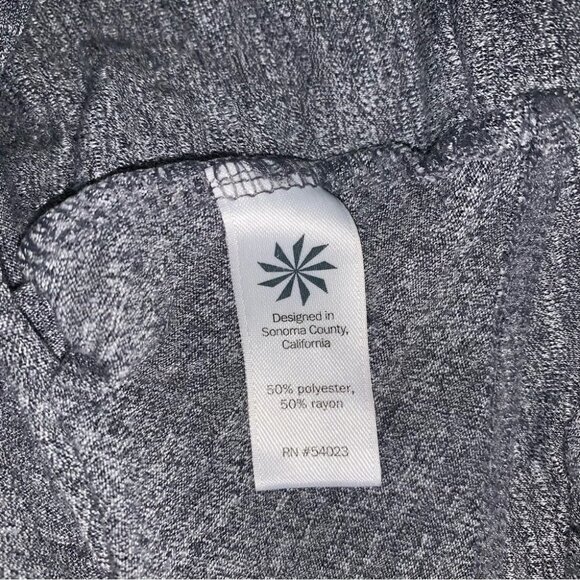 Designed in
Sonoma County,
California
50% polyester,
50% rayon
RN #54023